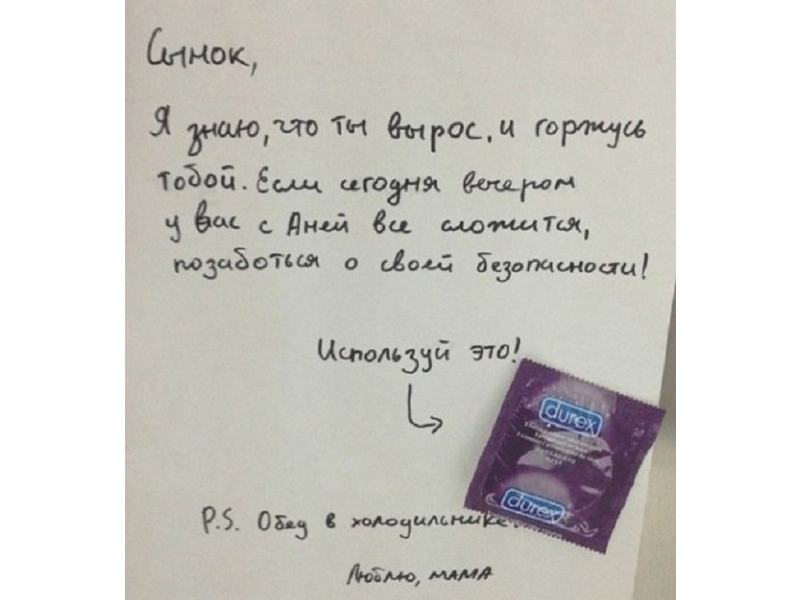 Сынок,
Я знаю, что ты вырос, и горжусь
тобой. Если сегодня вечером
у вас с Аней все сложится,
позаботься о своей безопасности!
Используй это!
durex
durex
P.S. Обед в холодильнике.
Люблю, мама